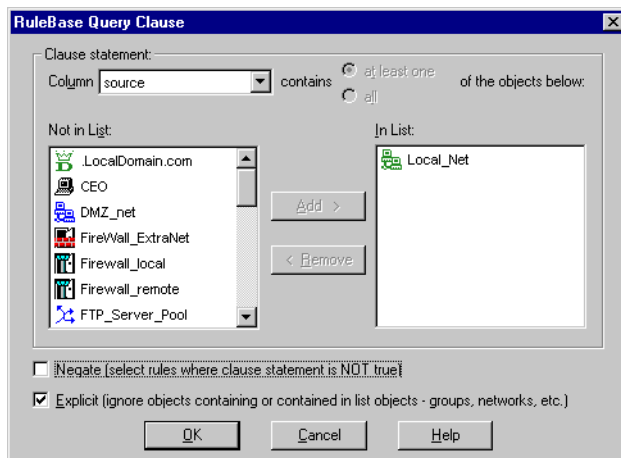 RuleBase Query Clause
Clause statement:
Column source contains at least one of the objects below:
all
Not in List:
In List:
.LocalDomain.com
CEO
DMZ_net
FireWall_ExtraNet
Firewall_local
Firewall_remote
FTP_Server_Pool
Add >
< Remove
Local_Net
Negate (select rules where clause statement is NOT true)
Explicit (ignore objects containing or contained in list objects - groups, networks, etc.)
OK
Cancel
Help